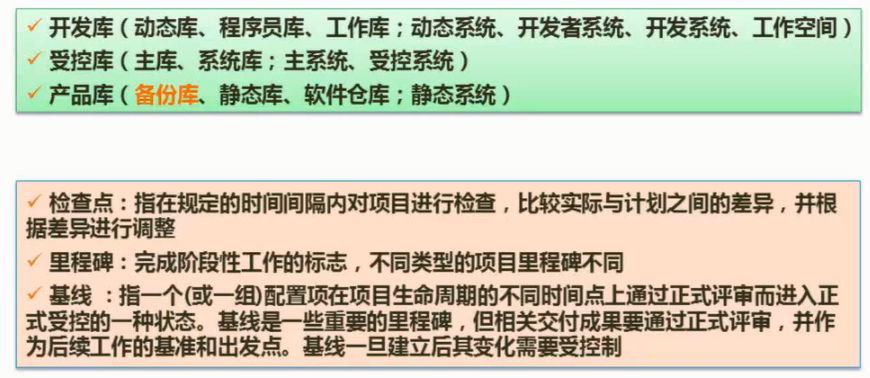 ✓ 开发库（动态库、程序员库、工作库；动态系统、开发者系统、开发系统、工作空间）
✓ 受控库（主库、系统库；主系统、受控系统）
✓ 产品库（备份库、静态库、软件仓库；静态系统）
✓ 检查点：指在规定的时间间隔内对项目进行检查，比较实际与计划之间的差异，并根
据差异进行调整
✓ 里程碑：完成阶段性工作的标志，不同类型的项目里程碑不同
✓ 基线 ：指一个(或一组)配置项在项目生命周期的不同时间点上通过正式评审而进入正
式受控的一种状态。基线是一些重要的里程碑，但相关交付成果要通过正式评审，并作
为后续工作的基准和出发点。基线一旦建立后其变化需要受控制